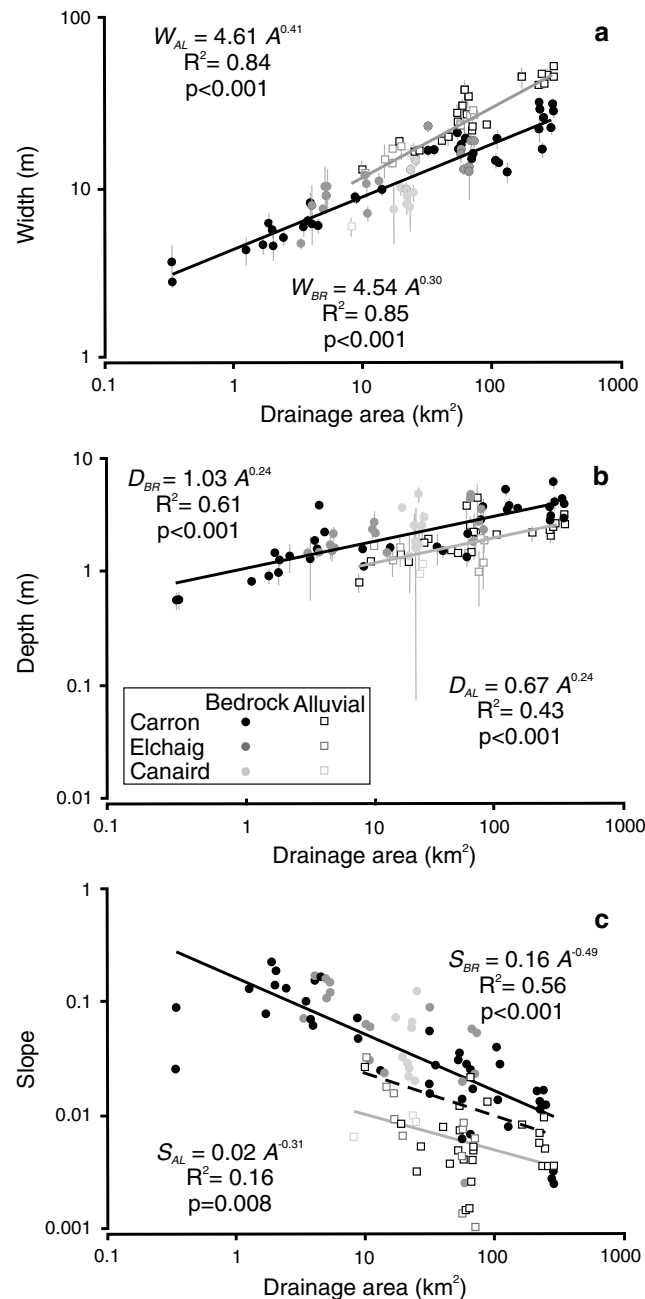 a
W_AL = 4.61 A^0.41
R² = 0.84
p<0.001
W_BR = 4.54 A^0.30
R² = 0.85
p<0.001
Width (m)
100
10
1
0.1 1 10 100 1000
Drainage area (km²)
b
D_BR = 1.03 A^0.24
R² = 0.61
p<0.001
D_AL = 0.67 A^0.24
R² = 0.43
p<0.001
Bedrock Alluvial
Carron
Elchaig
Canaird
Depth (m)
10
1
0.1
0.01
0.1 1 10 100 1000
Drainage area (km²)
c
S_BR = 0.16 A^-0.49
R² = 0.56
p<0.001
S_AL = 0.02 A^-0.31
R² = 0.16
p=0.008
Slope
1
0.1
0.01
0.001
0.1 1 10 100 1000
Drainage area (km²)